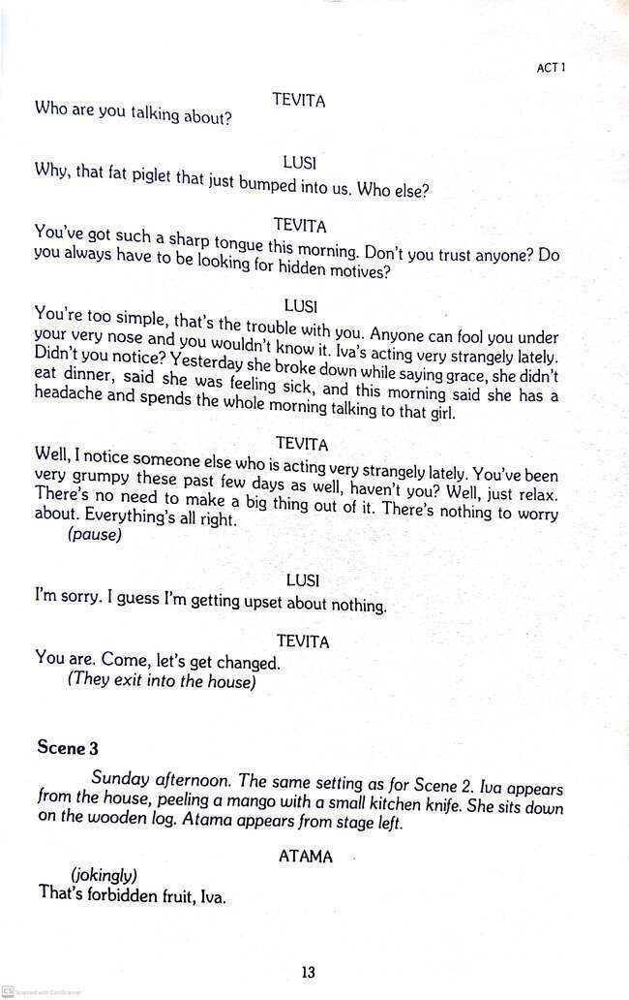 ACT 1
TEVITA
Who are you talking about?
LUSI
Why, that fat piglet that just bumped into us. Who else?
TEVITA
You've got such a sharp tongue this morning. Don't you trust anyone? Do
you always have to be looking for hidden motives?
LUSI
You're too simple, that's the trouble with you. Anyone can fool you under
your very nose and you wouldn't know it. Iva's acting very strangely lately.
Didn't you notice? Yesterday she broke down while saying grace, she didn't
eat dinner, said she was feeling sick, and this morning said she has a
headache and spends the whole morning talking to that girl.
TEVITA
Well, I notice someone else who is acting very strangely lately. You've been
very grumpy these past few days as well, haven't you? Well, just relax.
There's no need to make a big thing out of it. There's nothing to worry
about. Everything's all right.
(pause)
LUSI
I'm sorry. I guess I'm getting upset about nothing.
TEVITA
You are. Come, let's get changed.
(They exit into the house)
Scene 3
Sunday afternoon. The same setting as for Scene 2. Iva appears
from the house, peeling a mango with a small kitchen knife. She sits down
on the wooden log. Atama appears from stage left.
ATAMA
(jokingly)
That's forbidden fruit, Iva.
13
CS Scanned with CamScanner